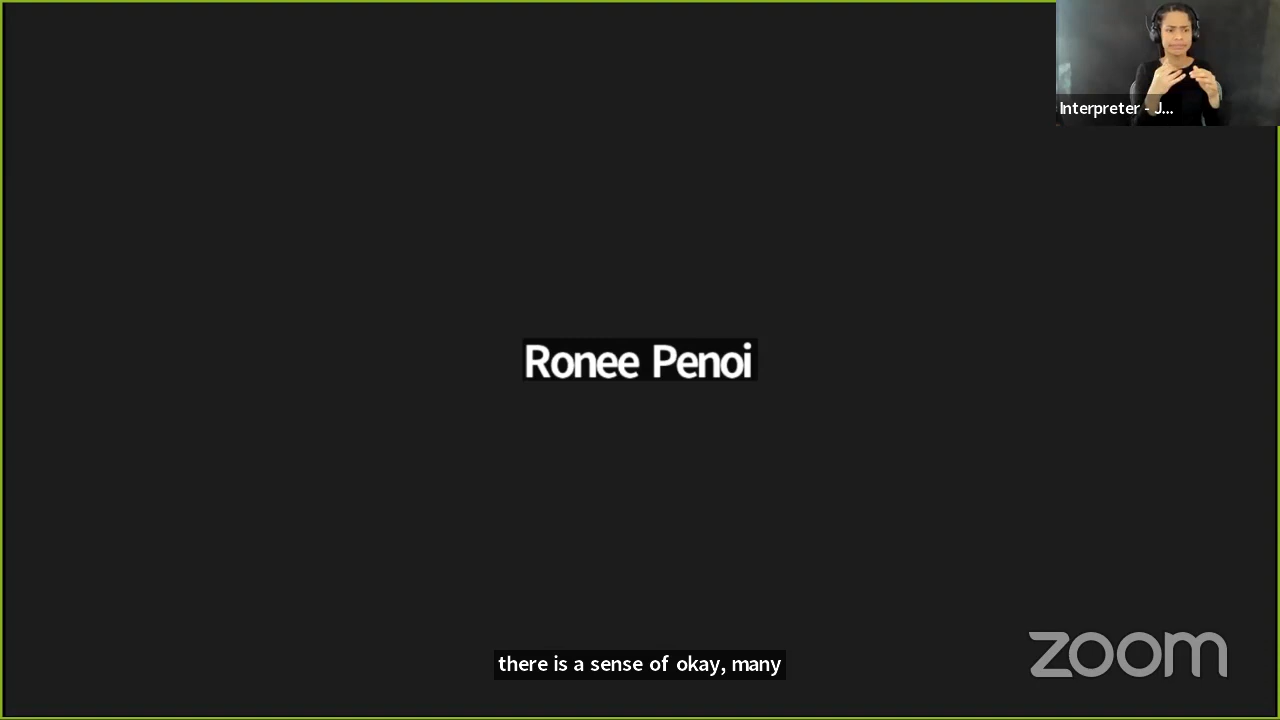 Interpreter - J...
Ronee Penoi
there is a sense of okay, many
zoom